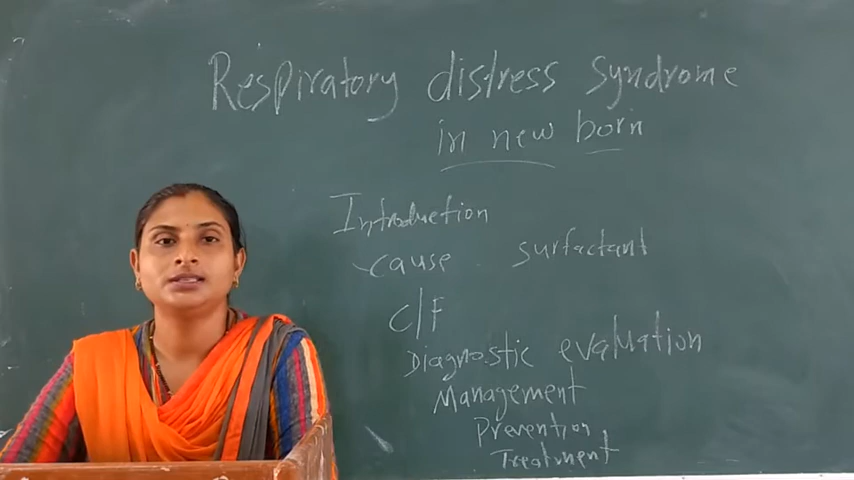 Respiratory distress syndrome
in new born
Introduction
cause surfactant
C/F
Diagnostic evaluation
Management
Prevention
Treatment